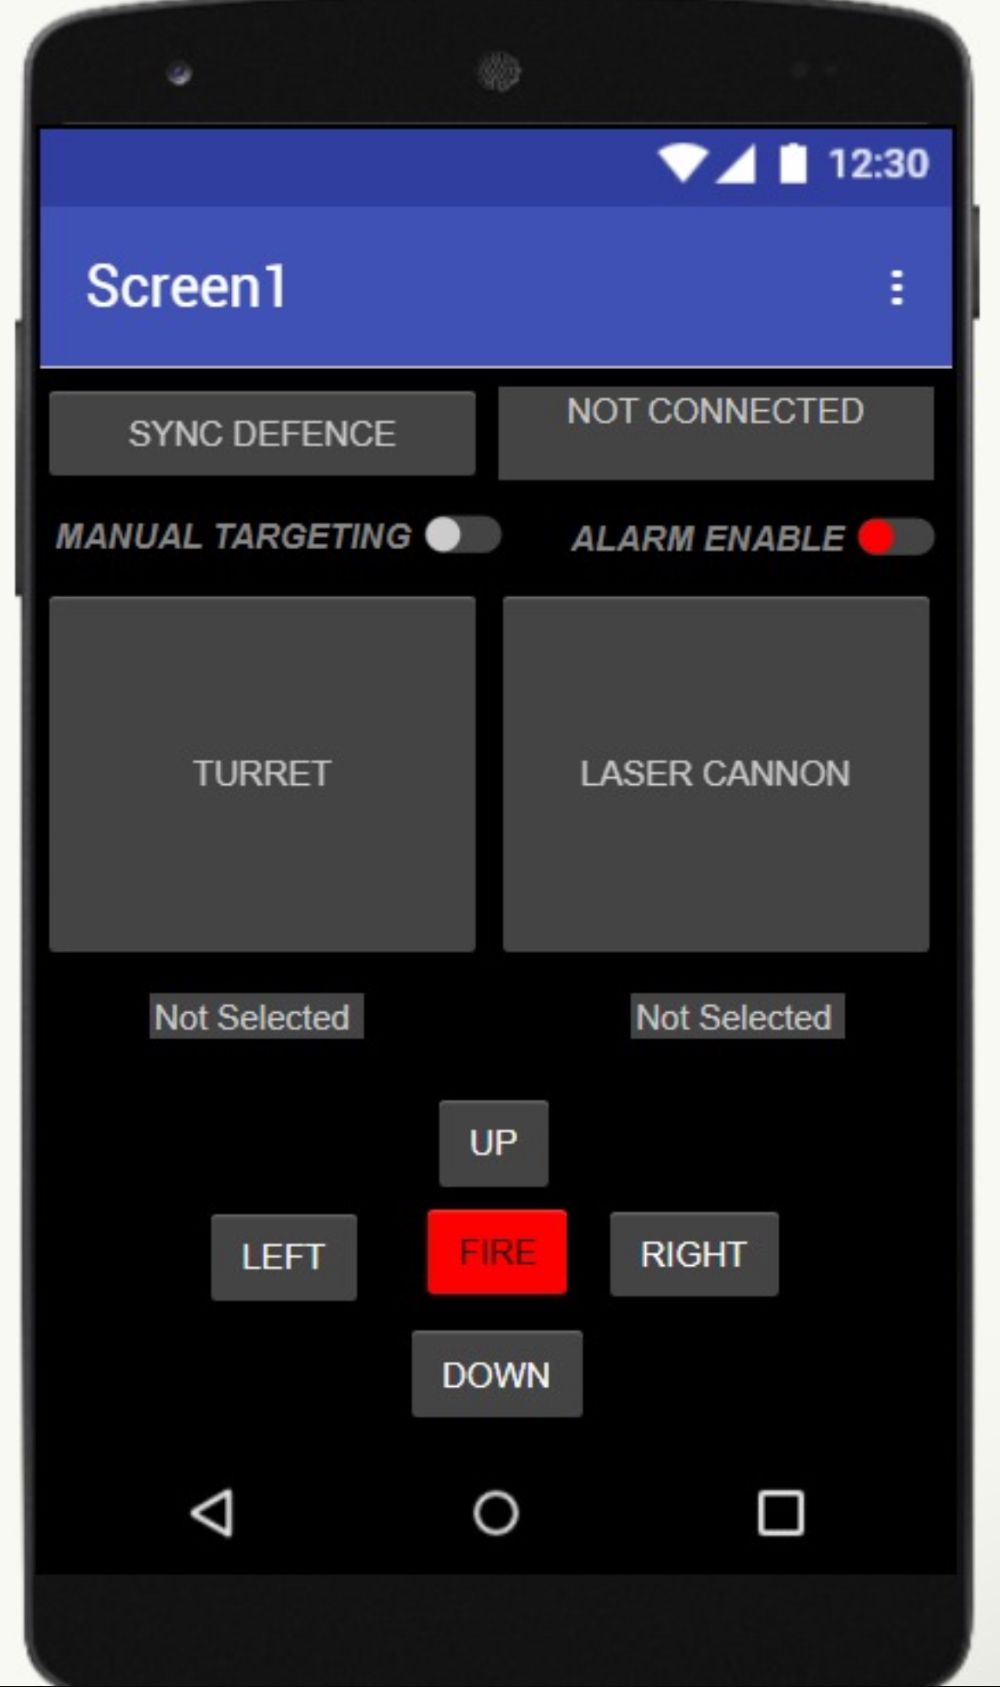 12:30
Screen1
SYNC DEFENCE
NOT CONNECTED
MANUAL TARGETING
ALARM ENABLE
TURRET
LASER CANNON
Not Selected
Not Selected
UP
LEFT
FIRE
RIGHT
DOWN